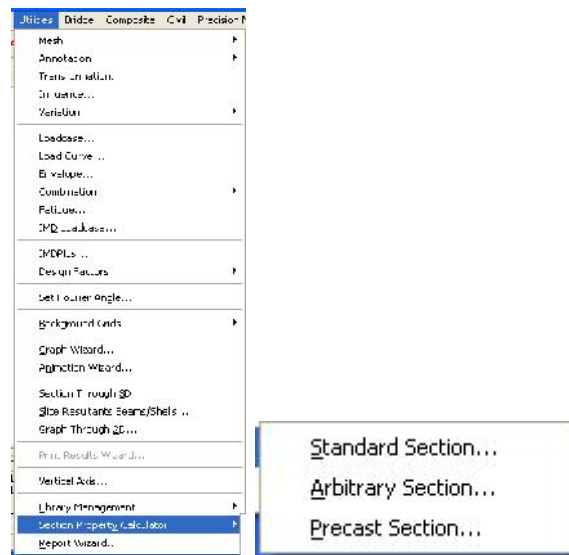 Utilities Bridge Composite Civil Precision
Mesh
Annotation
Transformation
Influence...
Variation
Loadcase...
Load Curve...
Envelope...
Combination
Fatigue...
IMD Loadcase...
IMDPlus...
Design Factors
Set Fourier Angle...
Background Grids
Graph Wizard...
Animation Wizard...
Section Through 3D
Slice Resultants Beams/Shells...
Graph Through 2D...
Print Results Wizard...
Vertical Axis...
Library Management
Section Property Calculator
Report Wizard...
Standard Section...
Arbitrary Section...
Precast Section...